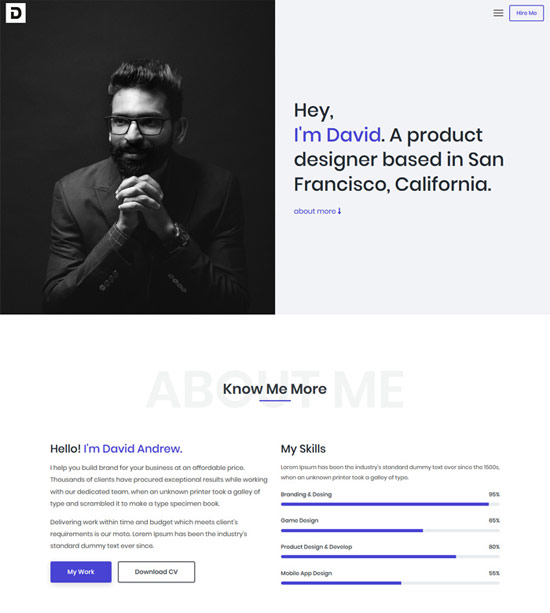 D
Hire Me
Hey,
I'm David. A product
designer based in San
Francisco, California.
about more
ABOUT ME
Know Me More
Hello! I'm David Andrew.
I help you build brand for your business at an affordable price.
Thousands of clients have procured exceptional results while working
with our dedicated team. when an unknown printer took a galley of
type and scrambled it to make a type specimen book.
Delivering work within time and budget which meets client's
requirements is our moto. Lorem Ipsum has been the industry's
standard dummy text ever since.
My Work
Download CV
My Skills
Lorem Ipsum has been the industry's standard dummy text ever since the 1500s,
when an unknown printer took a galley of type.
Branding & Desing 95%
Game Design 65%
Product Design & Develop 80%
Mobile App Design 55%